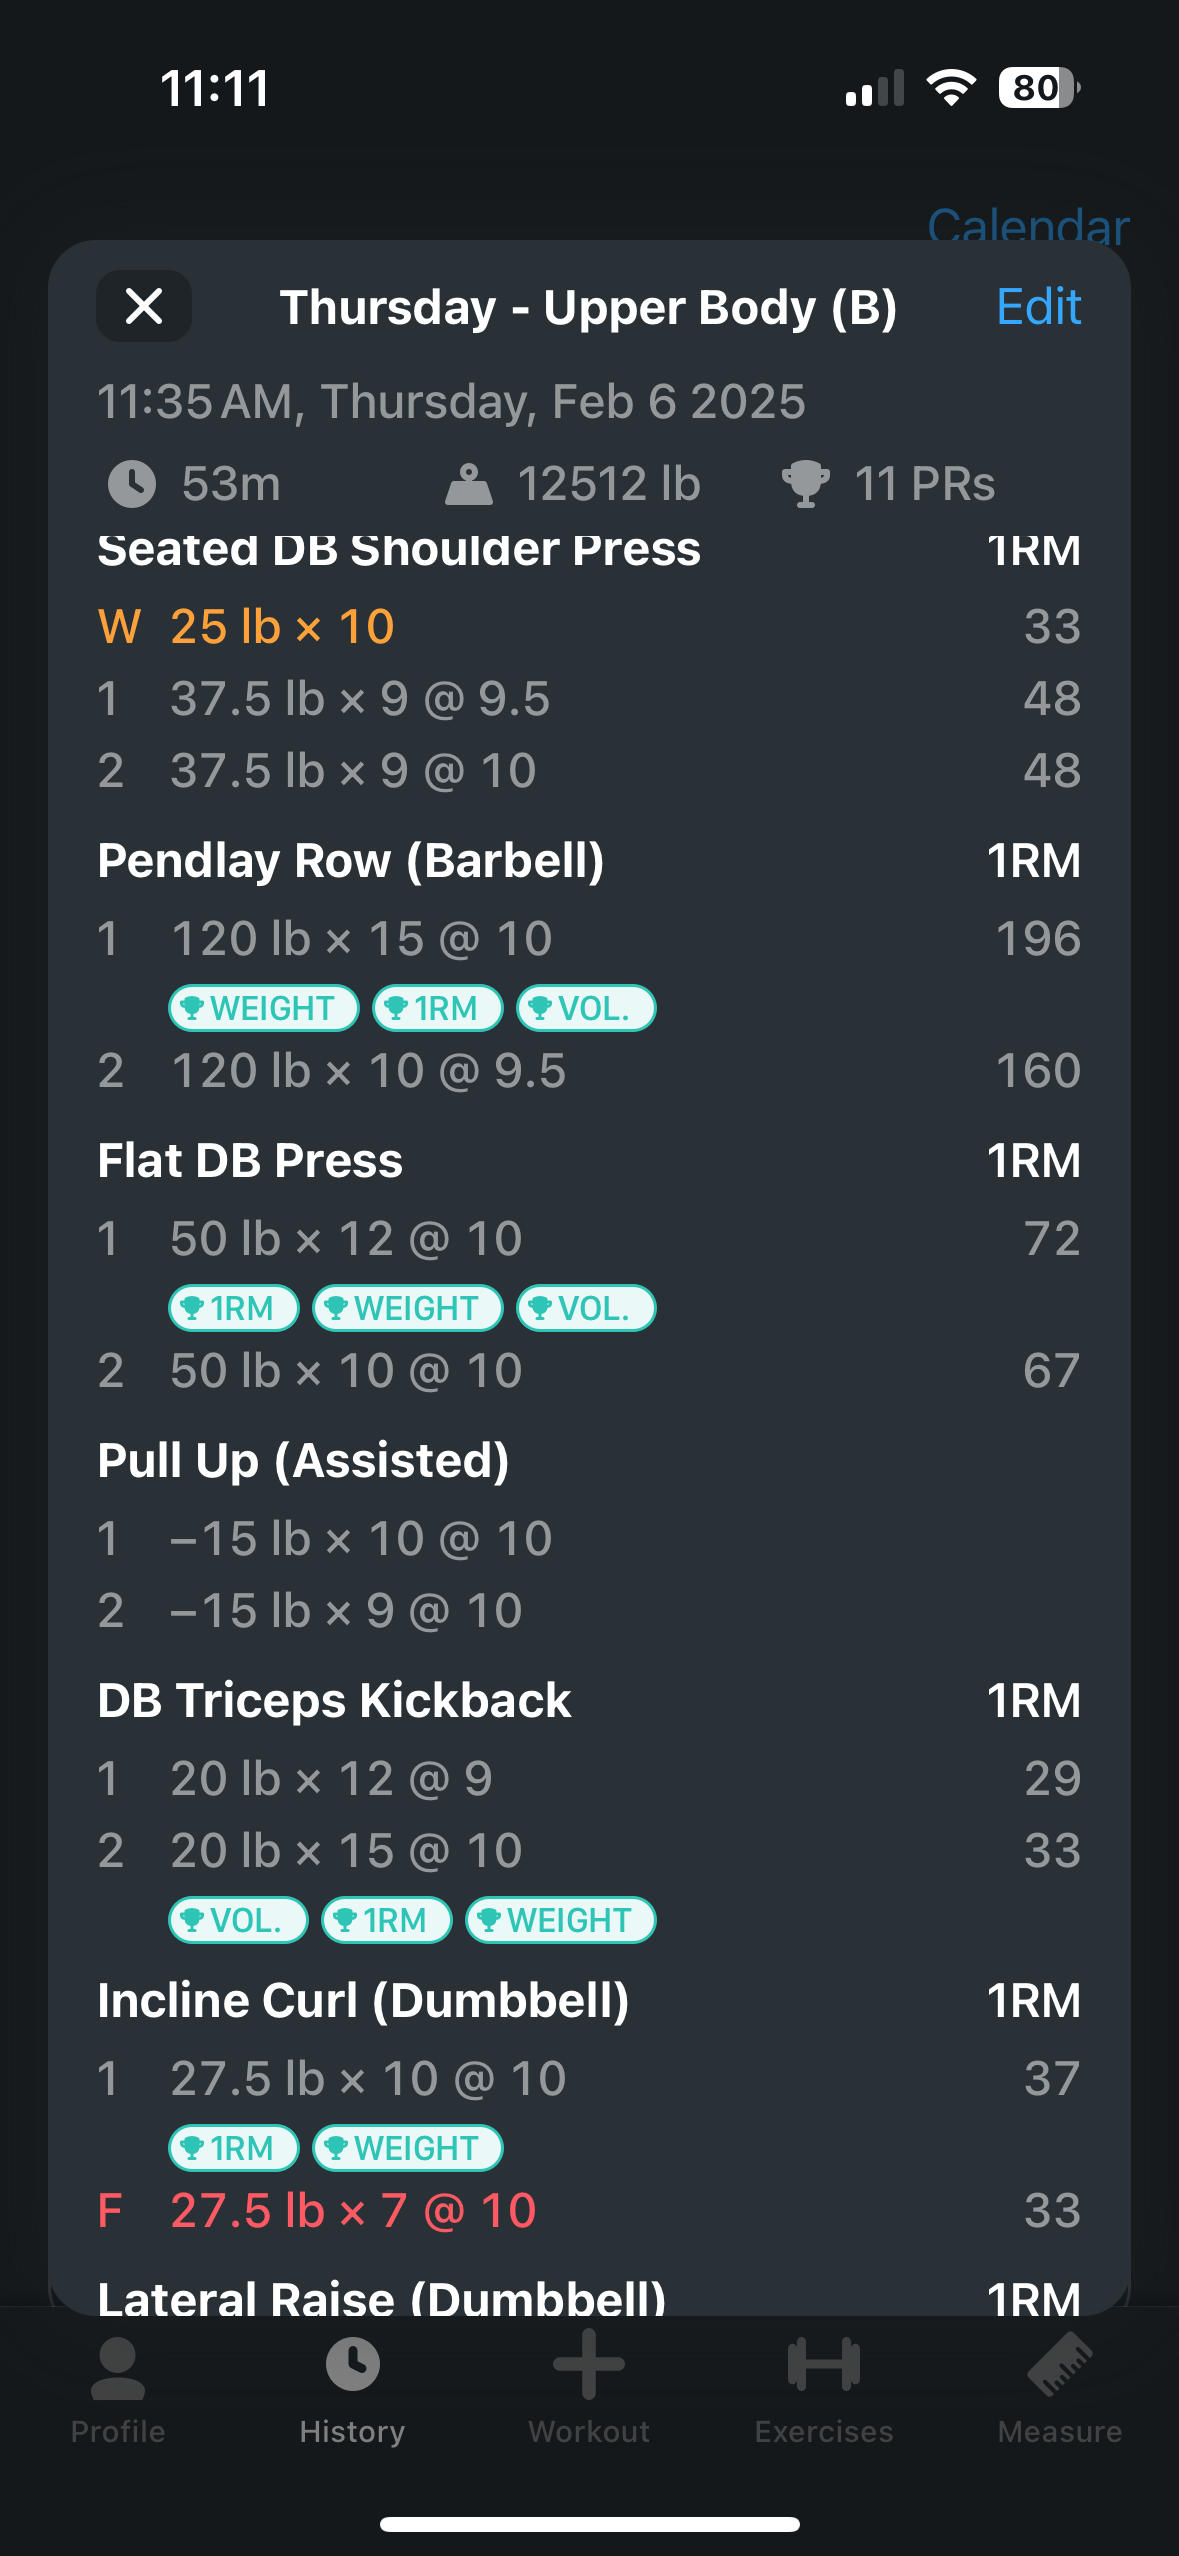 11:11
80
Calendar
Thursday - Upper Body (B)
Edit
11:35 AM, Thursday, Feb 6 2025
53m 12512 lb 11 PRs
Seated DB Shoulder Press 1RM
W 25 lb × 10 33
1 37.5 lb × 9 @ 9.5 48
2 37.5 lb × 9 @ 10 48
Pendlay Row (Barbell) 1RM
1 120 lb × 15 @ 10 196
WEIGHT 1RM VOL.
2 120 lb × 10 @ 9.5 160
Flat DB Press 1RM
1 50 lb × 12 @ 10 72
1RM WEIGHT VOL.
2 50 lb × 10 @ 10 67
Pull Up (Assisted)
1 –15 lb × 10 @ 10
2 –15 lb × 9 @ 10
DB Triceps Kickback 1RM
1 20 lb × 12 @ 9 29
2 20 lb × 15 @ 10 33
VOL. 1RM WEIGHT
Incline Curl (Dumbbell) 1RM
1 27.5 lb × 10 @ 10 37
1RM WEIGHT
F 27.5 lb × 7 @ 10 33
Lateral Raise (Dumbbell) 1RM
Profile History Workout Exercises Measure